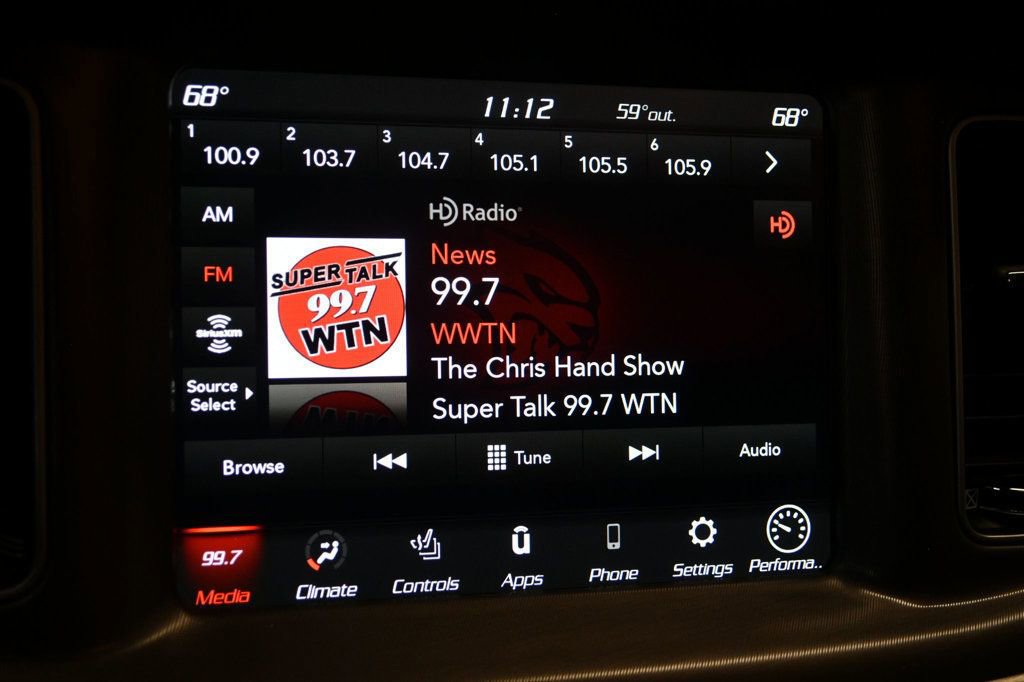 68° 11:12 59°out. 68°
1 100.9 2 103.7 3 104.7 4 105.1 5 105.5 6 105.9
AM
HD Radio®
HD
News
FM
SUPER TALK
99.7
WTN
99.7
WWTN
SiriusXM
The Chris Hand Show
Source
Select
Super Talk 99.7 WTN
Browse Tune Audio
99.7
Media Climate Controls Apps Phone Settings Performa..